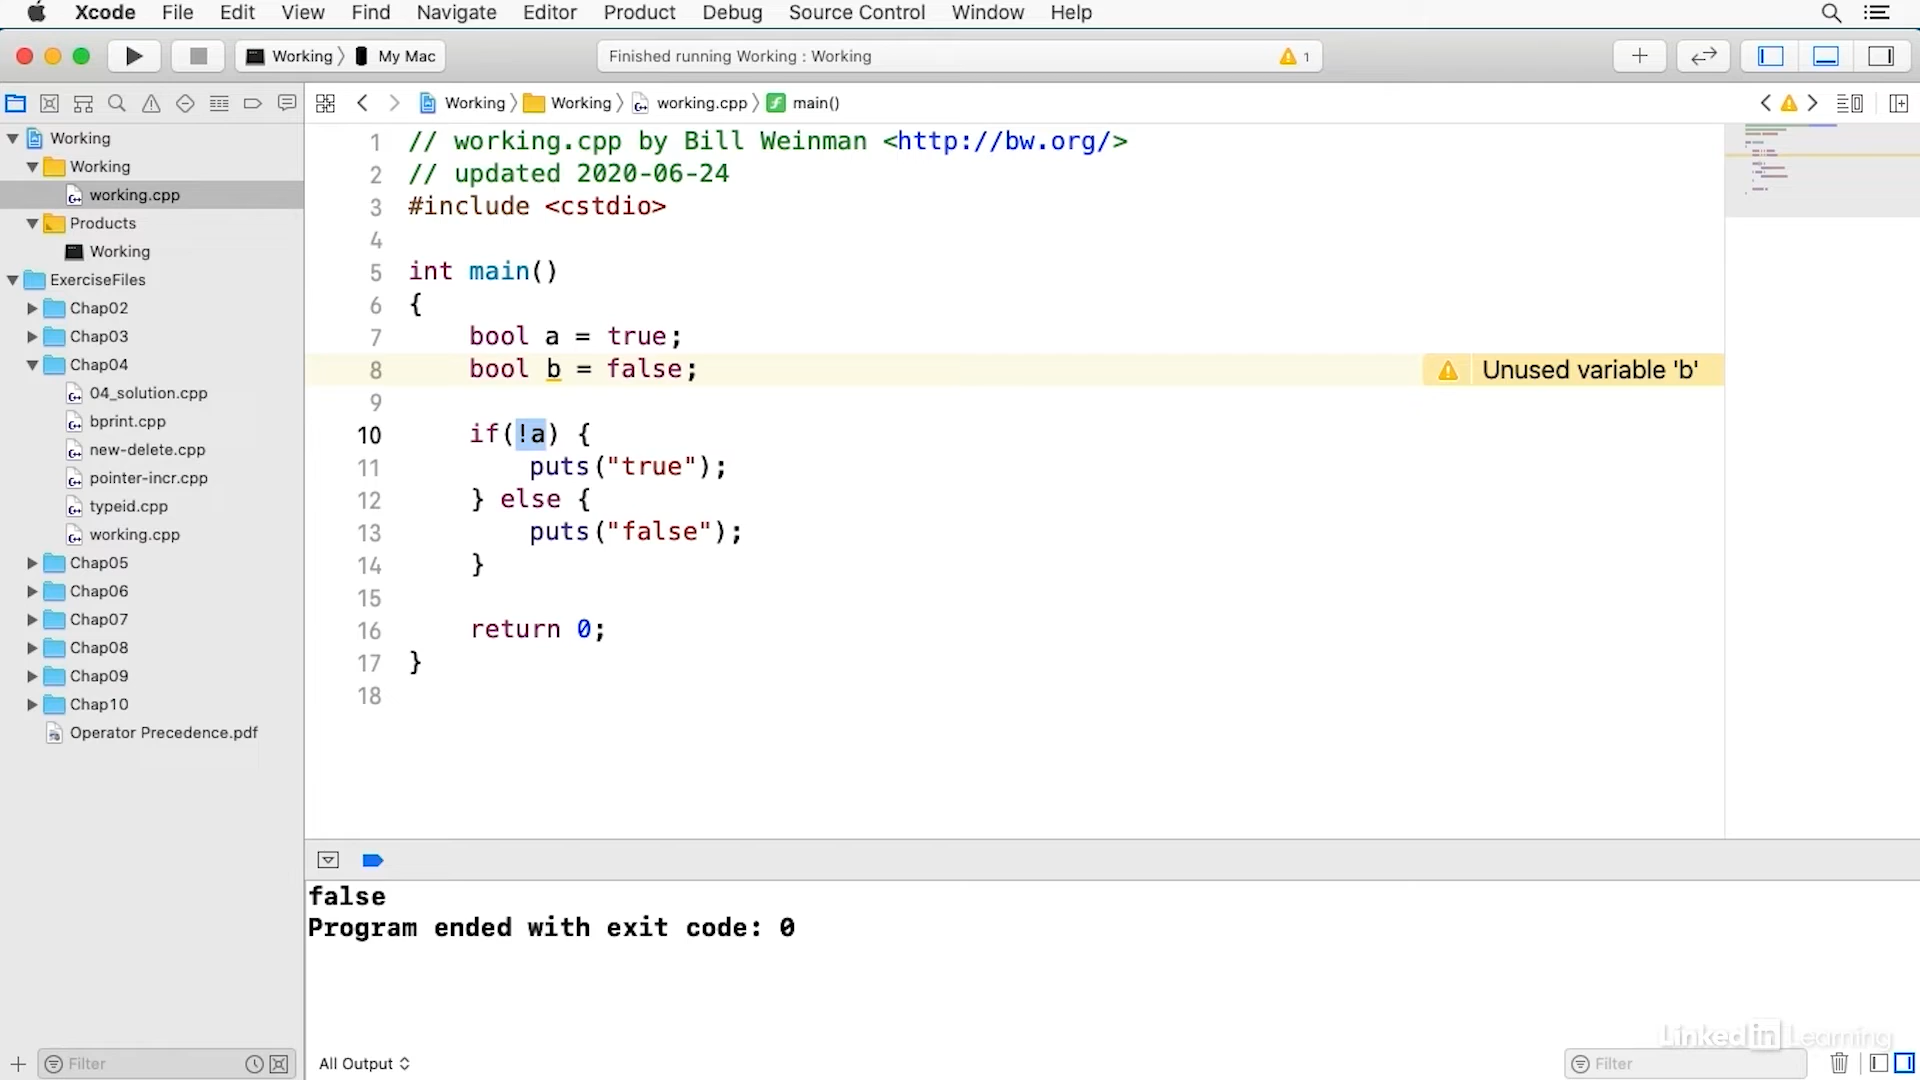 Xcode File Edit View Find Navigate Editor Product Debug Source Control Window Help
Working My Mac
Finished running Working : Working
1
Working Working working.cpp main()
Working
Working
working.cpp
Products
Working
ExerciseFiles
Chap02
Chap03
Chap04
04_solution.cpp
bprint.cpp
new-delete.cpp
pointer-incr.cpp
typeid.cpp
working.cpp
Chap05
Chap06
Chap07
Chap08
Chap09
Chap10
Operator Precedence.pdf
Filter
1 // working.cpp by Bill Weinman <http://bw.org/>
2 // updated 2020-06-24
3 #include <cstdio>
4
5 int main()
6 {
7 bool a = true;
8 bool b = false;
Unused variable 'b'
9
10 if(!a) {
11 puts("true");
12 } else {
13 puts("false");
14 }
15
16 return 0;
17 }
18
false
Program ended with exit code: 0
All Output
Filter
Linked in Learning